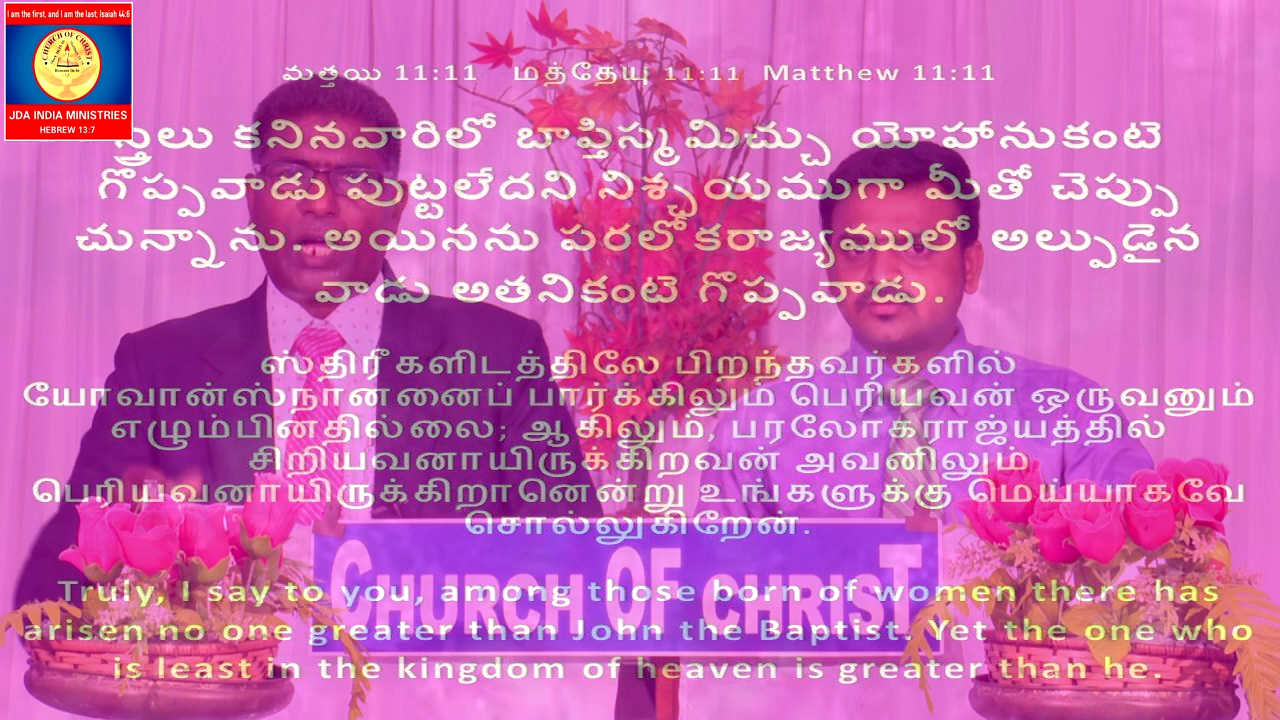 I am the first, and I am the last; Isaiah 44:6
CHURCH OF CHRIST
JDA INDIA MINISTRIES
HEBREW 13:7
మత్తయి 11:11 மத்தேயு 11:11 Matthew 11:11
స్త్రీలు కనినవారిలో బాప్తిస్మమిచ్చు యోహానుకంటె
గొప్పవాడు పుట్టలేదని నిశ్చయముగా మీతో చెప్పు
చున్నాను. అయినను పరలోకరాజ్యములో అల్పుడైన
వాడు అతనికంటె గొప్పవాడు.
ஸ்திரீகளிடத்திலே பிறந்தவர்களில்
யோவான்ஸ்நானனைப் பார்க்கிலும் பெரியவன் ஒருவனும்
எழும்பினதில்லை; ஆகிலும், பரலோகராஜ்யத்தில்
சிறியவனாயிருக்கிறவன் அவனிலும்
பெரியவனாயிருக்கிறானென்று உங்களுக்கு மெய்யாகவே
சொல்லுகிறேன்.
CHURCH OF CHRIST
Truly, I say to you, among those born of women there has
arisen no one greater than John the Baptist. Yet the one who
is least in the kingdom of heaven is greater than he.